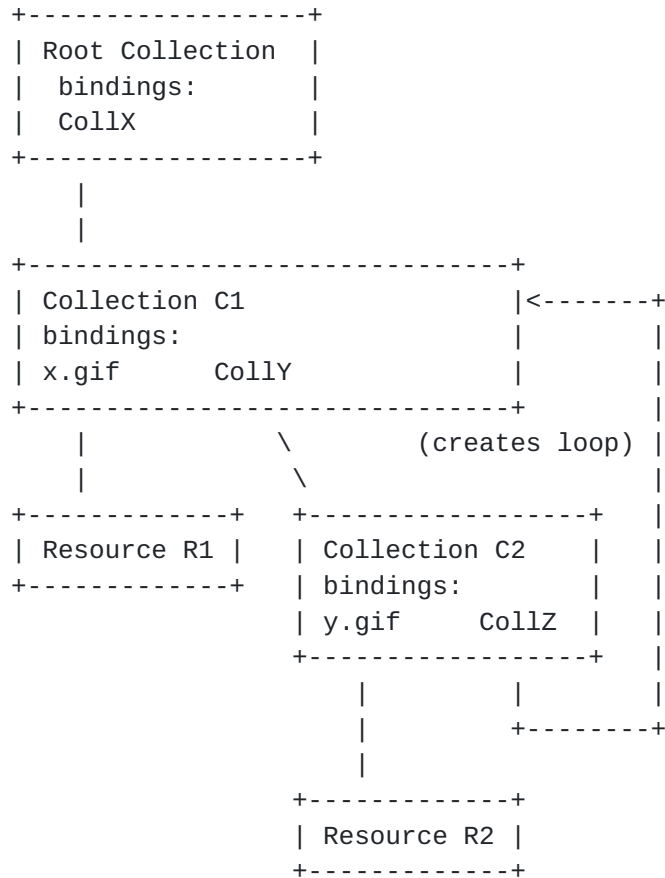 Root Collection
bindings:
CollX
Collection C1
bindings:
x.gif CollY
(creates loop)
Resource R1 Collection C2
bindings:
y.gif CollZ
Resource R2